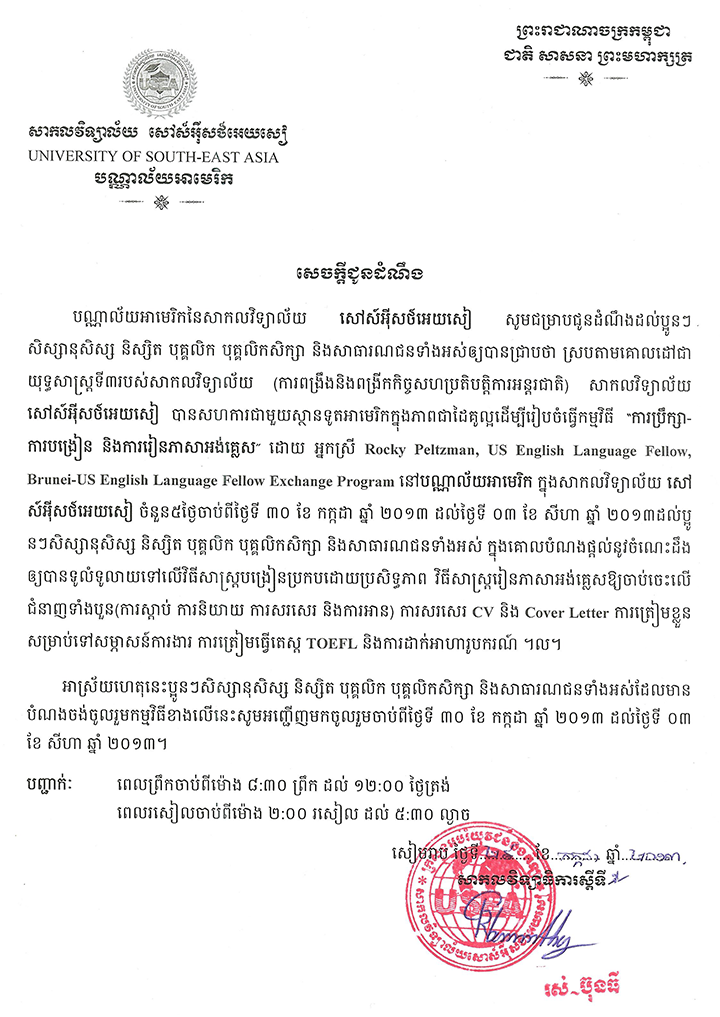 ព្រះរាជាណាចក្រកម្ពុជា
ជាតិ សាសនា ព្រះមហាក្សត្រ
សាកលវិទ្យាល័យ សៅស៍អ៊ីសថ៍អេយសៀ
UNIVERSITY OF SOUTH-EAST ASIA
បណ្ណាល័យអាមេរិក
សេចក្តីជូនដំណឹង
បណ្ណាល័យអាមេរិកនៃសាកលវិទ្យាល័យ សៅស៍អ៊ីសថ៍អេយសៀ សូមជម្រាបជូនដំណឹងដល់ប្អូនៗ
សិស្សានុសិស្ស និស្សិត បុគ្គលិក បុគ្គលិកសិក្សា និងសាធារណជនទាំងអស់ឲ្យបានជ្រាបថា ស្របតាមគោលដៅជា
យុទ្ធសាស្ត្រទី៣របស់សាកលវិទ្យាល័យ (ការពង្រឹងនិងពង្រីកកិច្ចសហប្រតិបត្តិការអន្តរជាតិ) សាកលវិទ្យាល័យ
សៅស៍អ៊ីសថ៍អេយសៀ បានសហការជាមួយស្ថានទូតអាមេរិកក្នុងភាពជាដៃគូល្អដើម្បីរៀបចំធ្វើកម្មវិធី “ការប្រឹក្សា-
ការបង្រៀន និងការរៀនភាសាអង់គ្លេស” ដោយ អ្នកស្រី Rocky Peltzman, US English Language Fellow,
Brunei-US English Language Fellow Exchange Program នៅបណ្ណាល័យអាមេរិក ក្នុងសាកលវិទ្យាល័យ សៅ
ស៍អ៊ីសថ៍អេយសៀ ចំនួន៥ថ្ងៃចាប់ពីថ្ងៃទី ៣០ ខែ កក្កដា ឆ្នាំ ២០១៣ ដល់ថ្ងៃទី ០៣ ខែ សីហា ឆ្នាំ ២០១៣ដល់ប្អូ
នៗសិស្សានុសិស្ស និស្សិត បុគ្គលិក បុគ្គលិកសិក្សា និងសាធារណជនទាំងអស់ ក្នុងគោលបំណងផ្តល់នូវចំណេះដឹង
ឲ្យបានទូលំទូលាយទៅលើវិធីសាស្ត្របង្រៀនប្រកបដោយប្រសិទ្ធភាព វិធីសាស្ត្ររៀនភាសាអង់គ្លេសឱ្យចាប់ចេះលើ
ជំនាញទាំងបួន(ការស្តាប់ ការនិយាយ ការសរសេរ និងការអាន) ការសរសេរ CV និង Cover Letter ការត្រៀមខ្លួន
សម្រាប់ទៅសម្ភាសន៍ការងារ ការត្រៀមធ្វើតេស្ត TOEFL និងការដាក់អាហារូបករណ៍ ។ល។
អាស្រ័យហេតុនេះប្អូនៗសិស្សានុសិស្ស និស្សិត បុគ្គលិក បុគ្គលិកសិក្សា និងសាធារណជនទាំងអស់ដែលមាន
បំណងចង់ចូលរួមកម្មវិធីខាងលើនេះសូមអញ្ជើញមកចូលរួមចាប់ពីថ្ងៃទី ៣០ ខែ កក្កដា ឆ្នាំ ២០១៣ ដល់ថ្ងៃទី ០៣
ខែ សីហា ឆ្នាំ ២០១៣។
បញ្ជាក់ៈ ពេលព្រឹកចាប់ពីម៉ោង ៨:៣០ ព្រឹក ដល់ ១២:០០ ថ្ងៃត្រង់
ពេលរសៀលចាប់ពីម៉ោង ២:០០ រសៀល ដល់ ៥:៣០ ល្ងាច
សៀមរាប ថ្ងៃទី ខែ កក្កដា ឆ្នាំ ២០១៣
សាកលវិទ្យាធិការស្តីទី
USEA
រស់ ប៊ុនធី